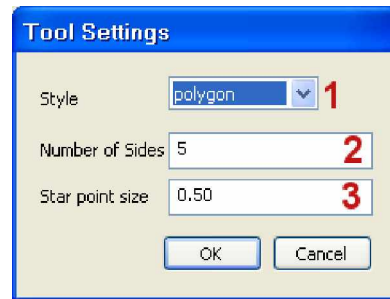 Tool Settings
Style polygon 1
Number of Sides 5 2
Star point size 0.50 3
OK Cancel